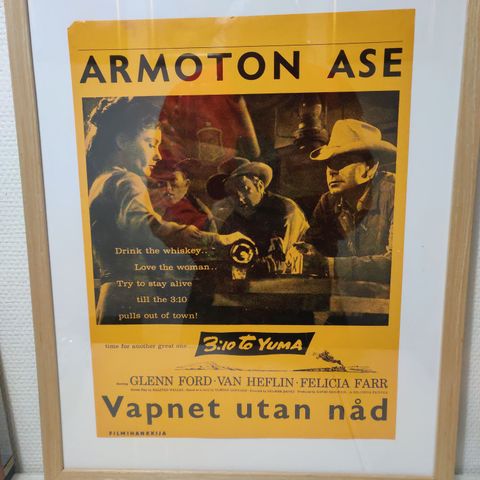 ARMOTON ASE
Drink the whiskey..
Love the woman..
Try to stay alive
till the 3:10
pulls out of town!
time for another great one...
3:10 TO YUMA
starring GLENN FORD · VAN HEFLIN · FELICIA FARR
Vapnet utan nåd